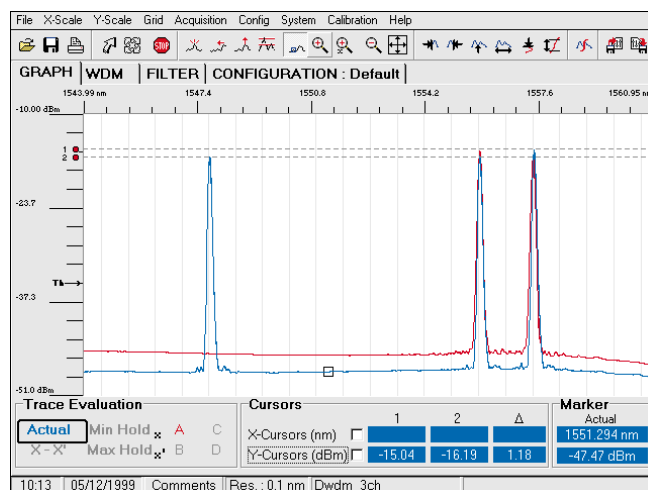 File X-Scale Y-Scale Grid Acquisition Config System Calibration Help
STOP
GRAPH WDM FILTER CONFIGURATION : Default
1543.99 nm 1547.4 1550.8 1554.2 1557.6 1560.95 nm
-10.00 dBm
1
2
-23.7
Th
-37.3
-51.0 dBm
Trace Evaluation Cursors Marker
1 2 Δ Actual
Actual Min Hold x A C X-Cursors (nm) 1551.294 nm
X - X' Max Hold x' B D Y-Cursors (dBm) -15.04 -16.19 1.18 -47.47 dBm
10:13 05/12/1999 Comments Res. : 0.1 nm Dwdm_3ch